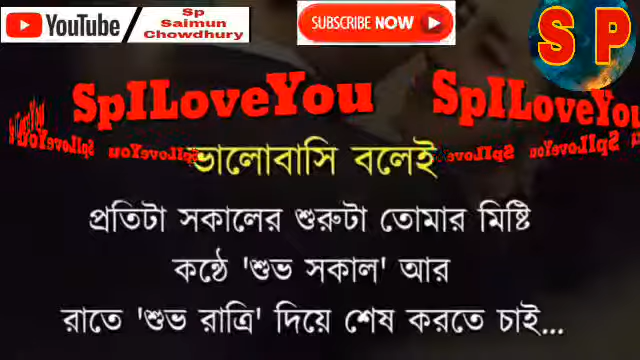 YouTube / Sp Saimun Chowdhury
SUBSCRIBE NOW
S P
SpILoveYou SpILoveYou
ভালোবাসি বলেই
প্রতিটা সকালের শুরুটা তোমার মিষ্টি
কন্ঠে 'শুভ সকাল' আর
রাতে 'শুভ রাত্রি' দিয়ে শেষ করতে চাই...